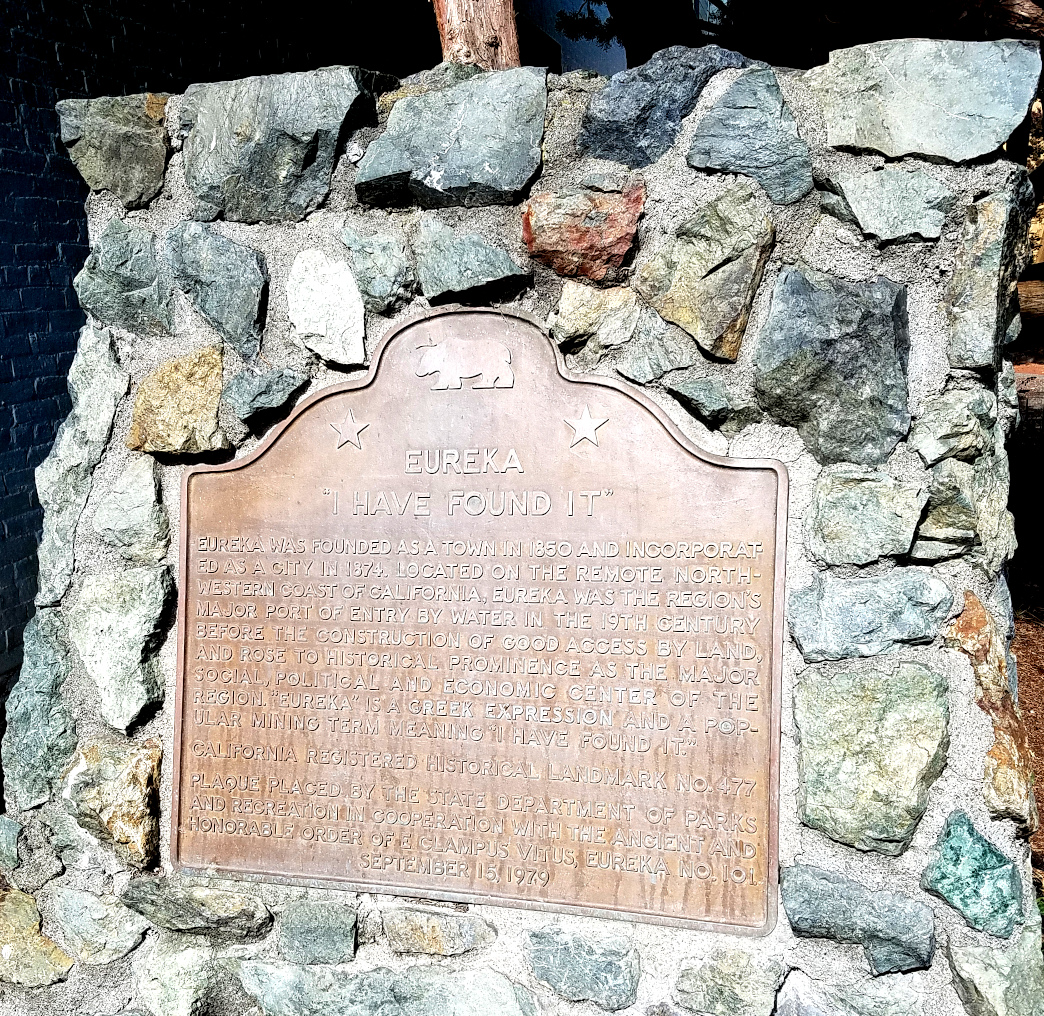 EUREKA
"I HAVE FOUND IT"
EUREKA WAS FOUNDED AS A TOWN IN 1850 AND INCORPORAT-
ED AS A CITY IN 1874. LOCATED ON THE REMOTE NORTH-
WESTERN COAST OF CALIFORNIA, EUREKA WAS THE REGION'S
MAJOR PORT OF ENTRY BY WATER IN THE 19TH CENTURY
BEFORE THE CONSTRUCTION OF GOOD ACCESS BY LAND,
AND ROSE TO HISTORICAL PROMINENCE AS THE MAJOR
SOCIAL, POLITICAL AND ECONOMIC CENTER OF THE
REGION. "EUREKA" IS A GREEK EXPRESSION AND A POP-
ULAR MINING TERM MEANING "I HAVE FOUND IT."
CALIFORNIA REGISTERED HISTORICAL LANDMARK NO. 477
PLAQUE PLACED BY THE STATE DEPARTMENT OF PARKS
AND RECREATION IN COOPERATION WITH THE ANCIENT AND
HONORABLE ORDER OF E CLAMPUS VITUS, EUREKA NO. 101,
SEPTEMBER 15, 1979